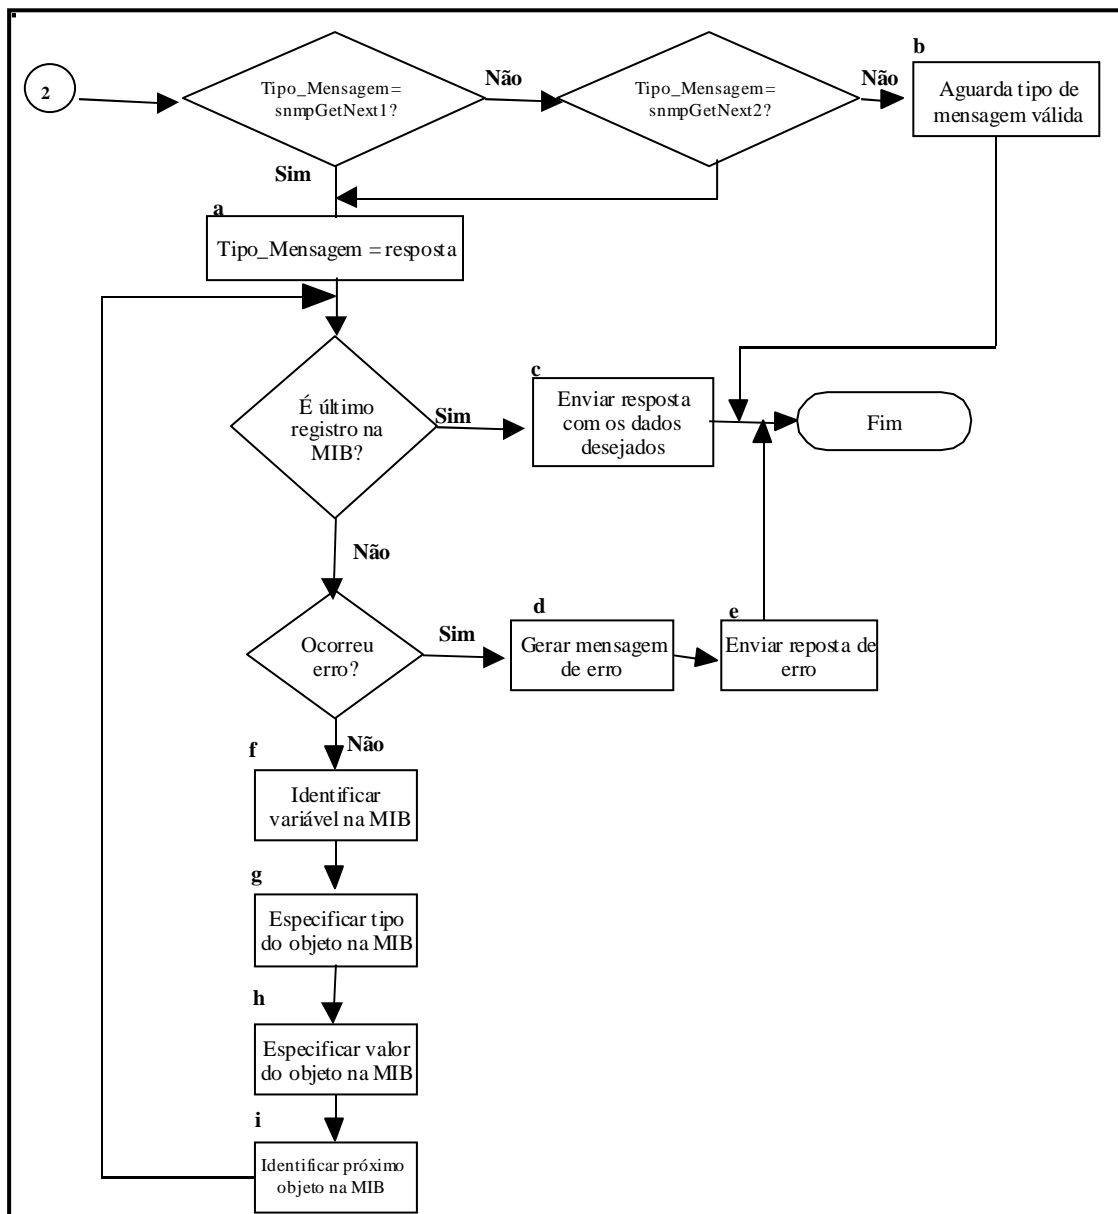 b
2
Tipo_Mensagem=
snmpGetNext1?
Não
Tipo_Mensagem=
snmpGetNext2?
Não
Aguarda tipo de
mensagem válida
Sim
a
Tipo_Mensagem = resposta
É último
registro na
MIB?
Sim
c
Enviar resposta
com os dados
desejados
Fim
Não
Ocorreu
erro?
Sim
d
Gerar mensagem
de erro
e
Enviar reposta de
erro
Não
f
Identificar
variável na MIB
g
Especificar tipo
do objeto na MIB
h
Especificar valor
do objeto na MIB
i
Identificar próximo
objeto na MIB